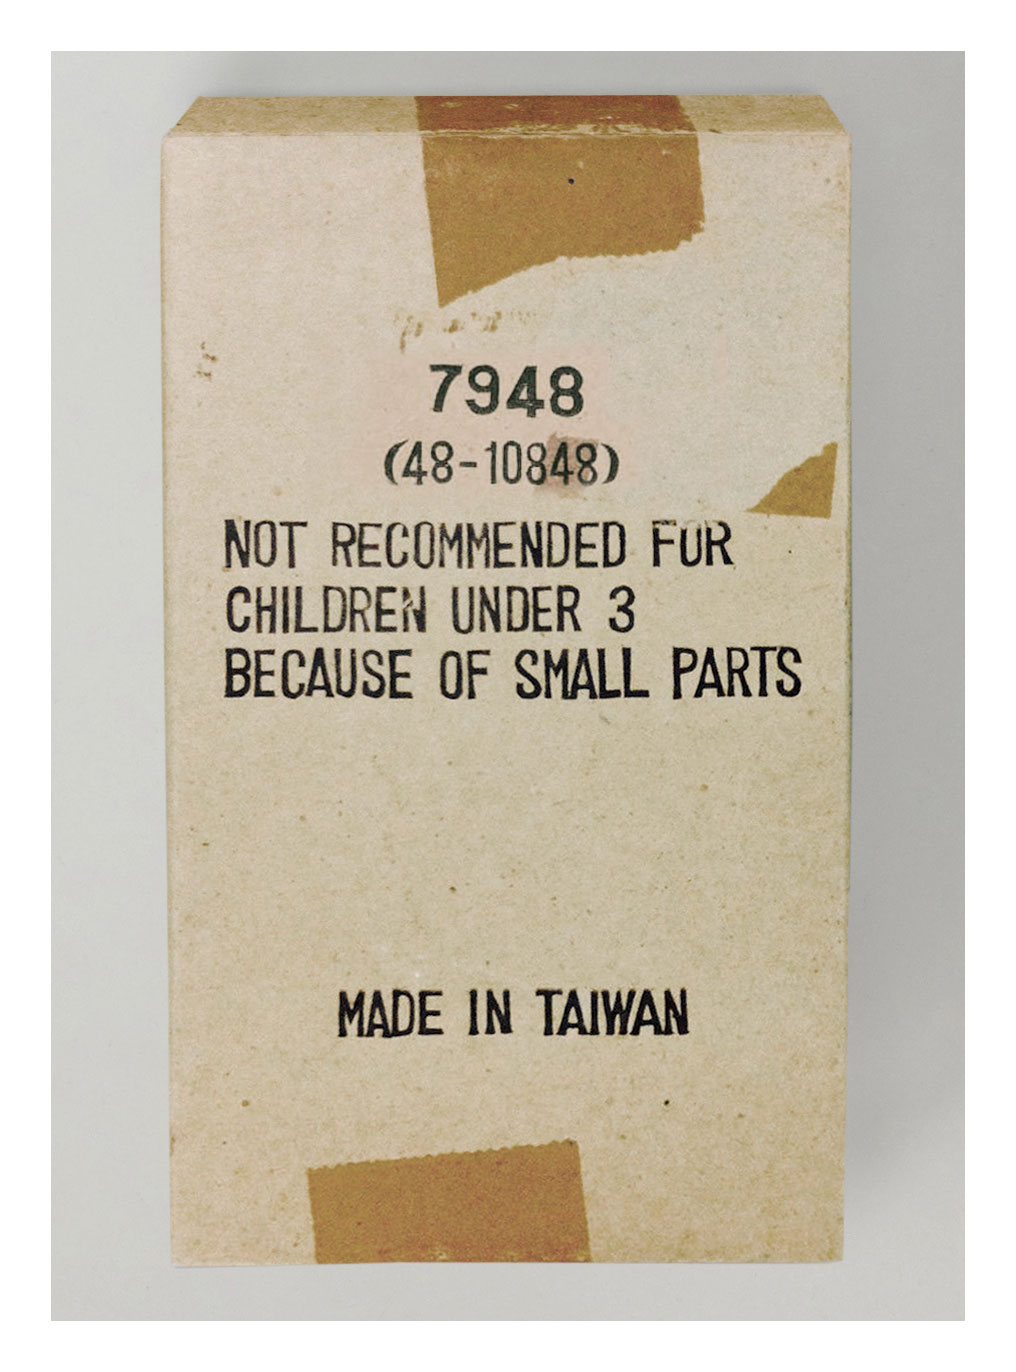 7948
(48-10848)
NOT RECOMMENDED FOR
CHILDREN UNDER 3
BECAUSE OF SMALL PARTS
MADE IN TAIWAN